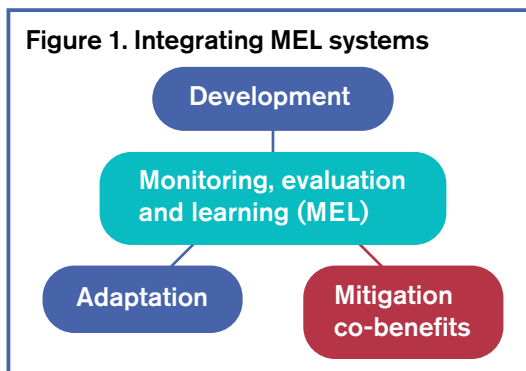 Figure 1. Integrating MEL systems
Development
Monitoring, evaluation
and learning (MEL)
Adaptation
Mitigation
co-benefits